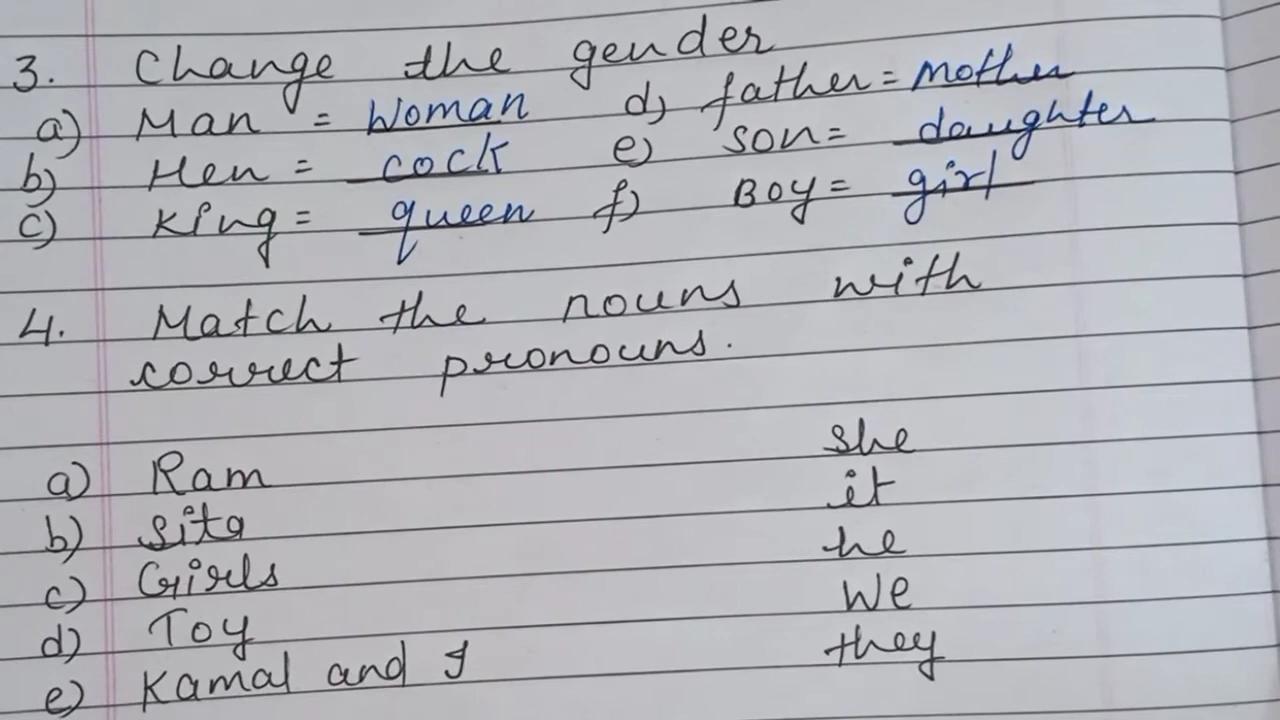 3. Change the gender
a) Man = Woman d) father = mother
b) Hen = cock e) son = daughter
c) King = queen f) Boy = girl
4. Match the nouns with
correct pronouns.
a) Ram she
b) Sita it
c) Girls he
d) Toy We
e) Kamal and I they